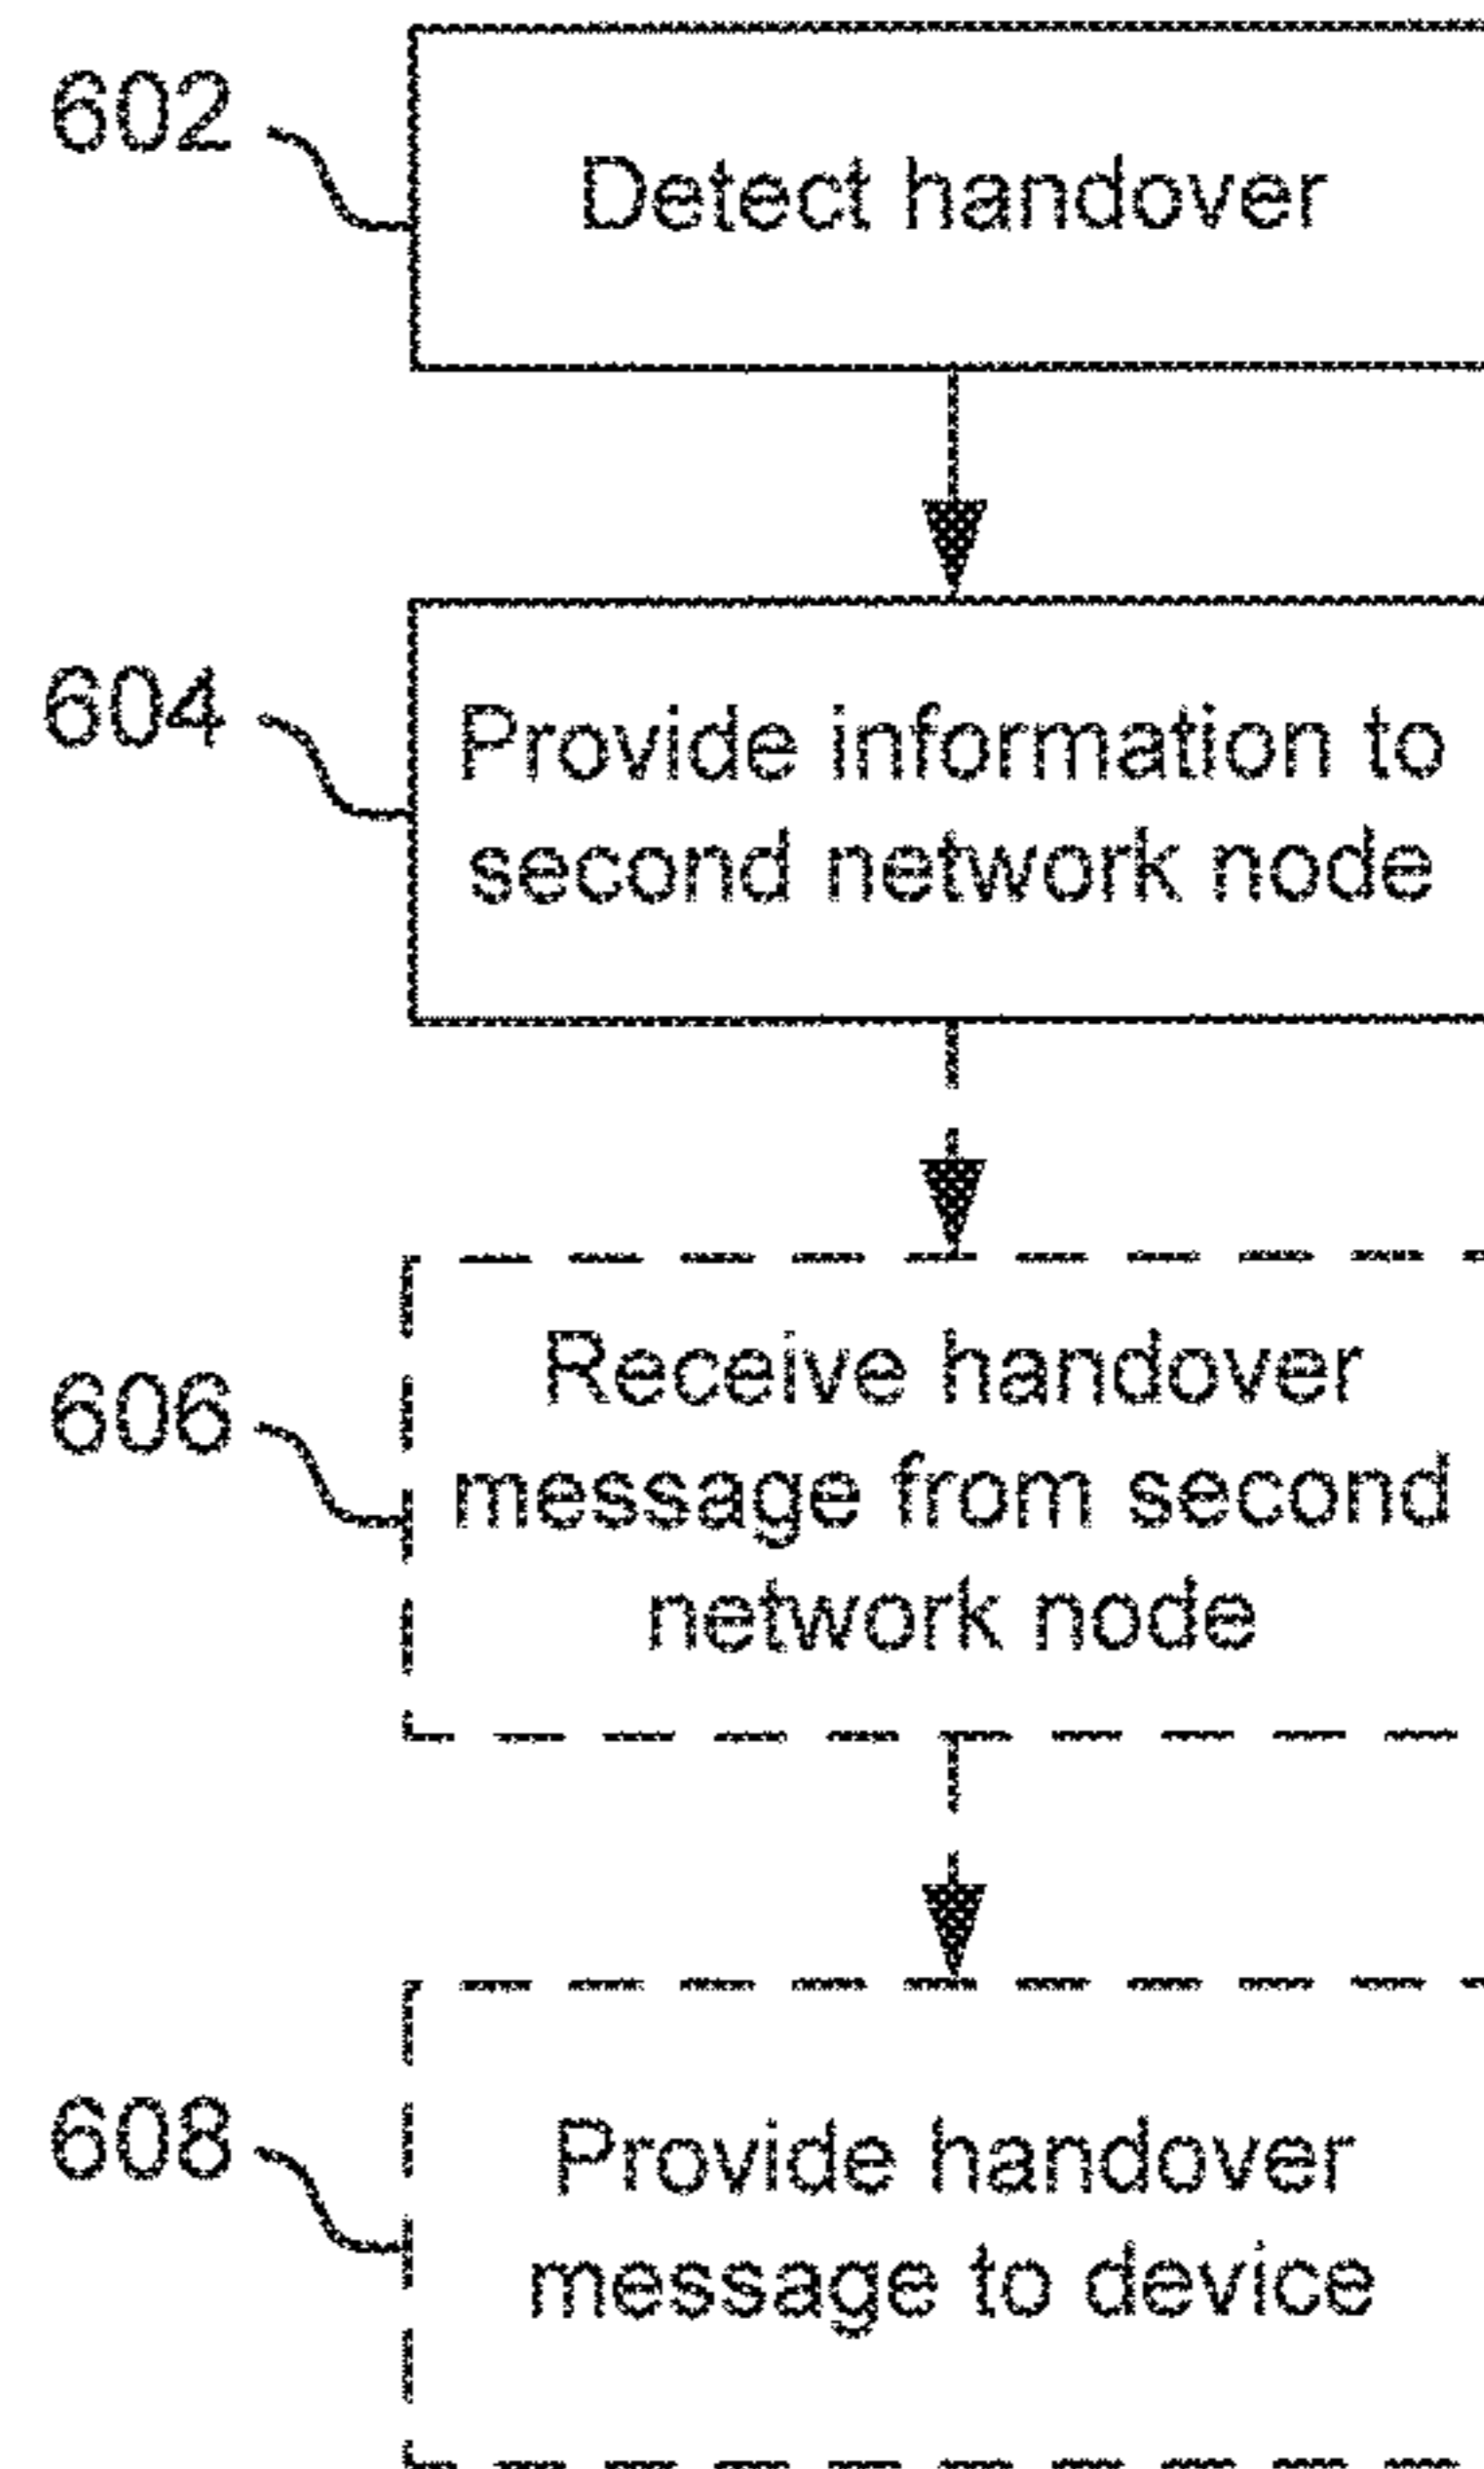 602
Detect handover
604
Provide information to
second network node
606
Receive handover
message from second
network node
608
Provide handover
message to device